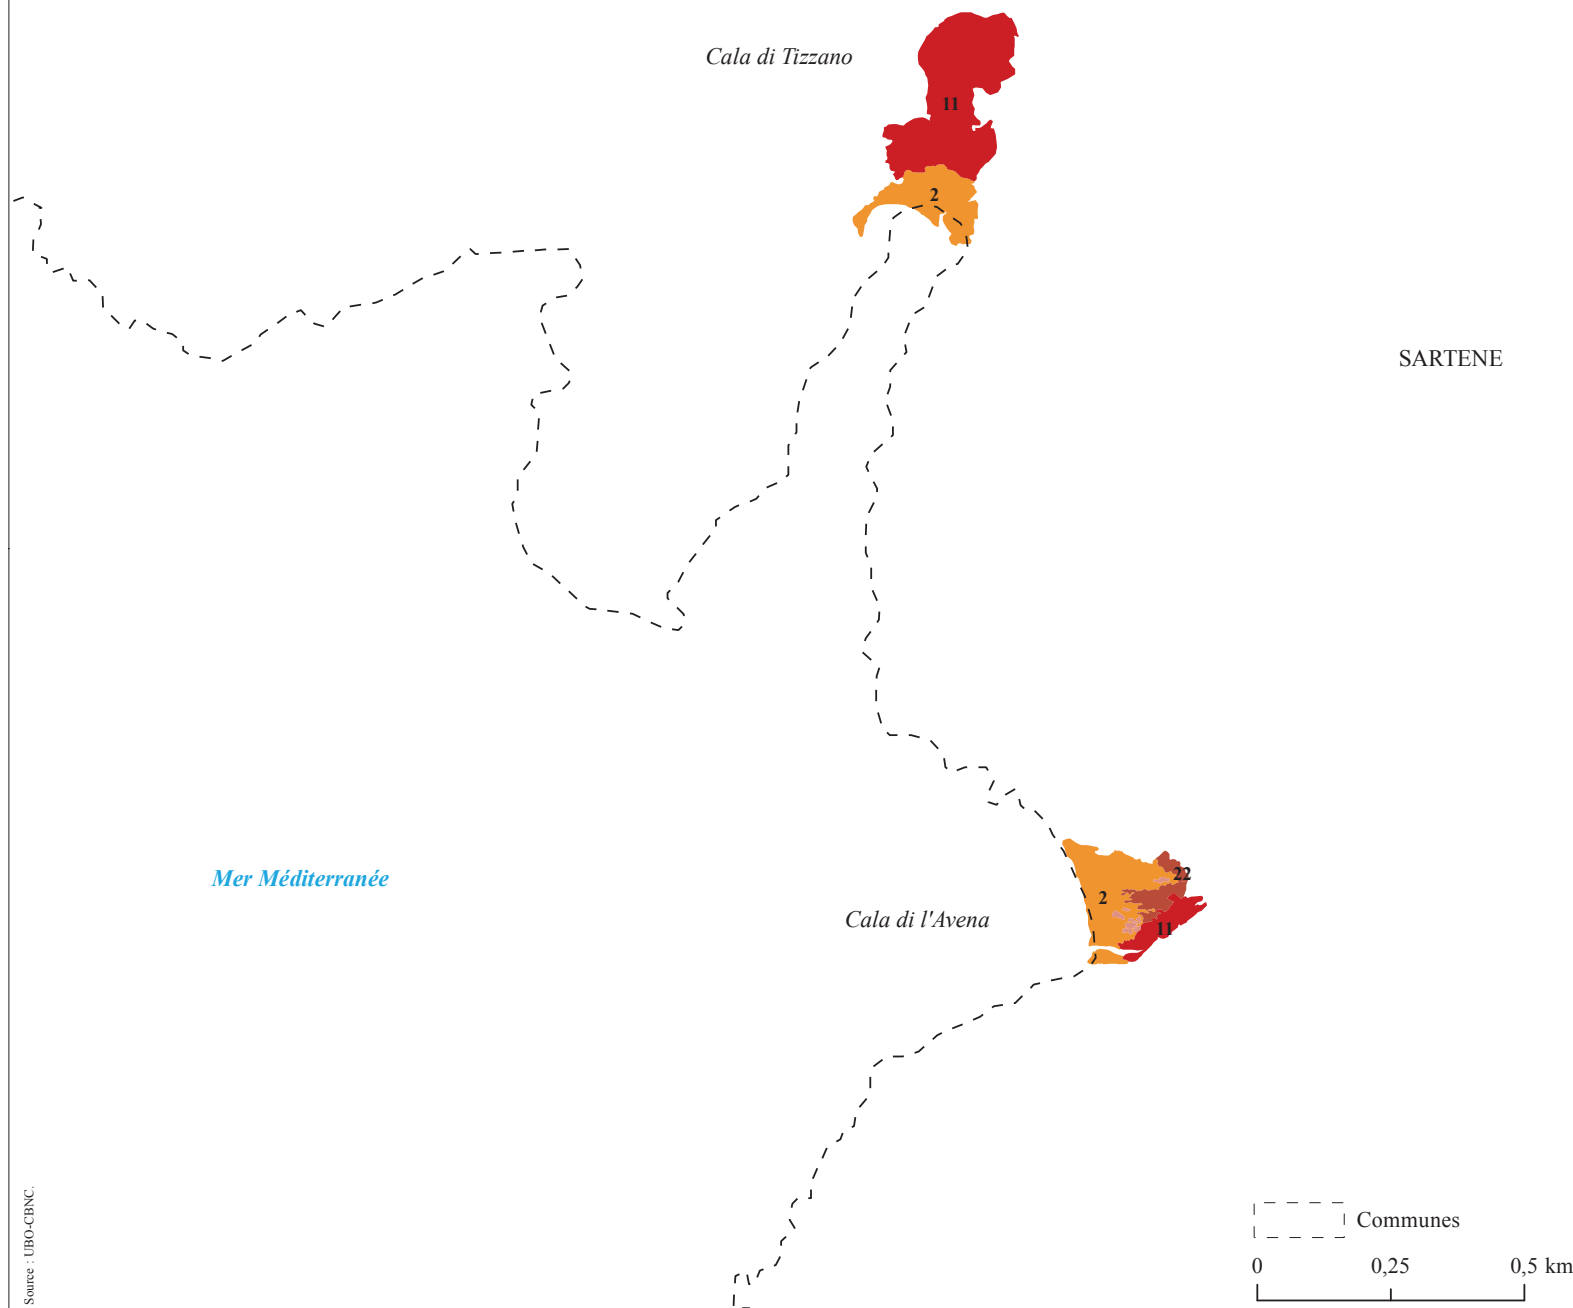 Cala di Tizzano
11
2
SARTENE
Mer Méditerranée
22
2
Cala di l'Avena
11
Source : UBO-CBNC.
Communes
0
0,25
0,5 km